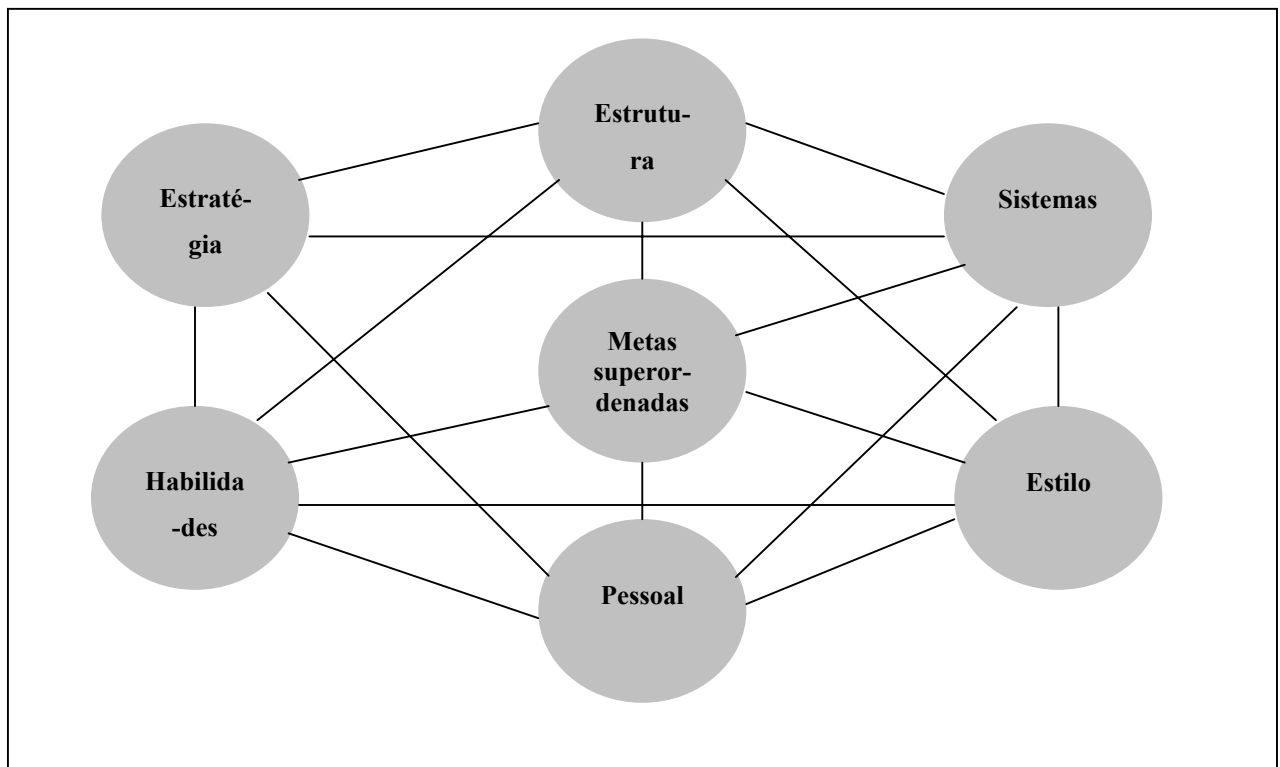 Estrutu-
ra
Estraté-
gia
Sistemas
Metas
superor-
denadas
Habilida
-des
Estilo
Pessoal